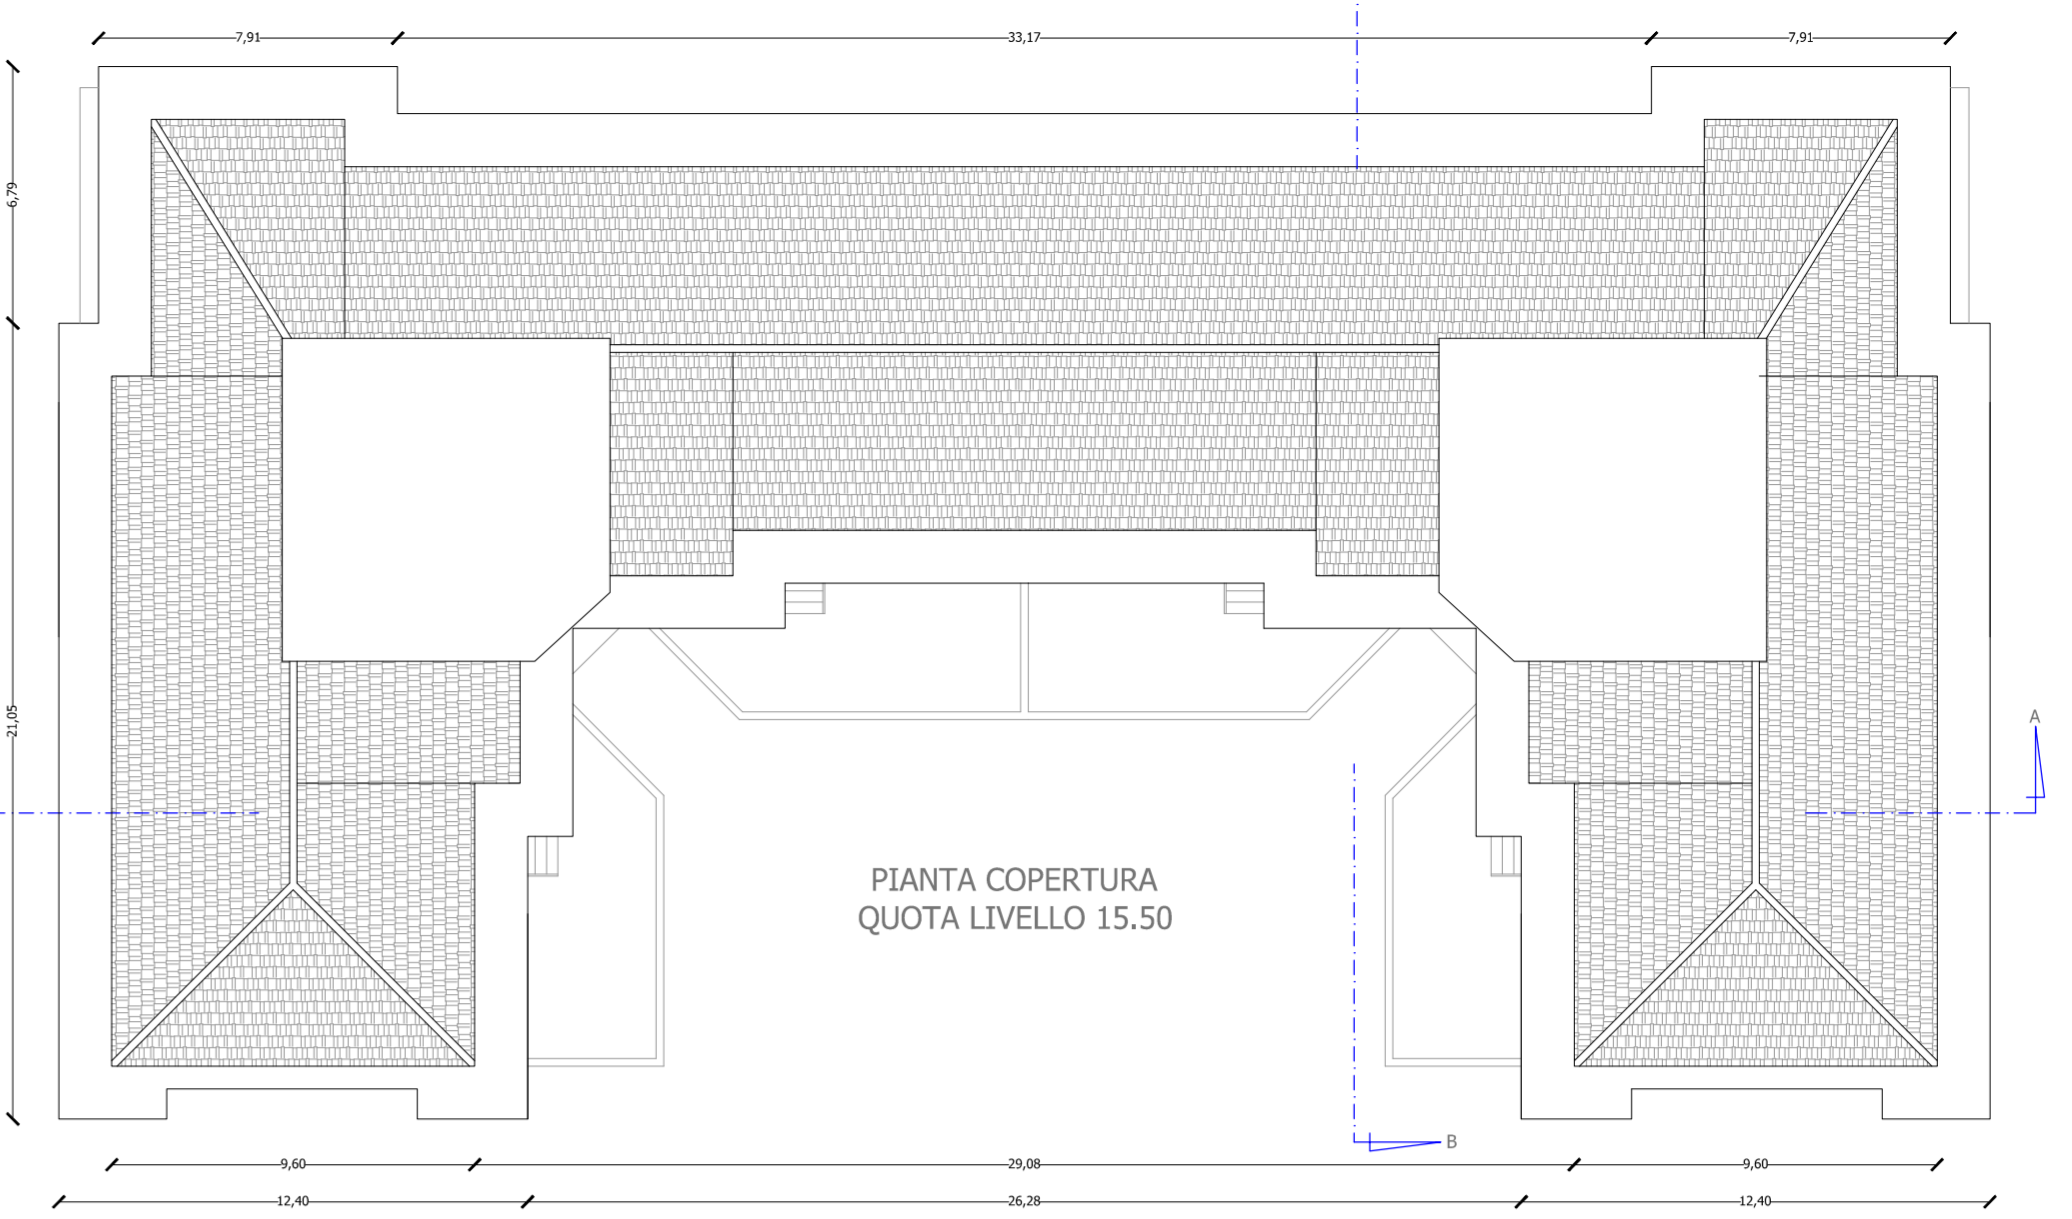 7,91
33,17
7,91
6,79
21,05
A
PIANTA COPERTURA
QUOTA LIVELLO 15.50
B
9,60
29,08
9,60
12,40
26,28
12,40